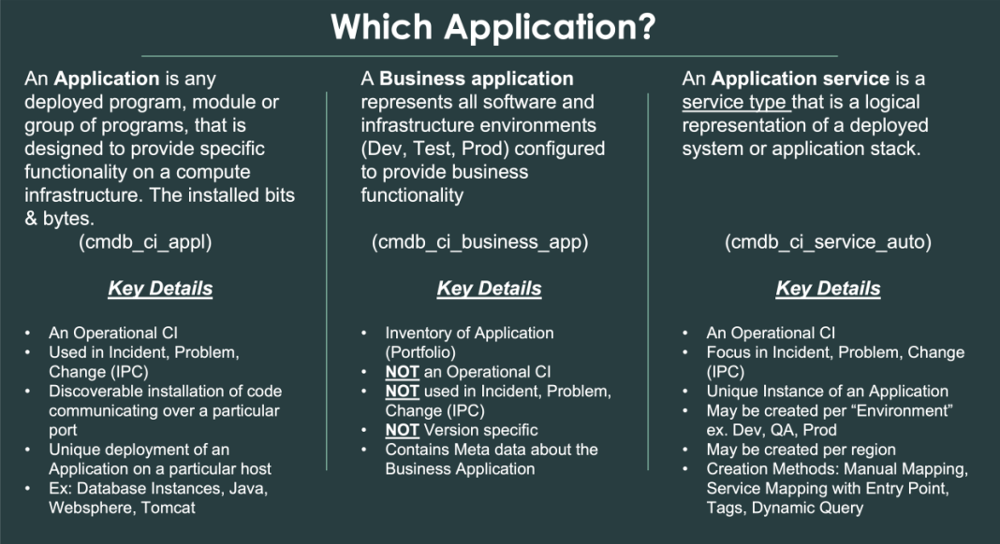 Which Application?
An Application is any
deployed program, module or
group of programs, that is
designed to provide specific
functionality on a compute
infrastructure. The installed bits
& bytes.
(cmdb_ci_appl)
Key Details
• An Operational CI
• Used in Incident, Problem,
Change (IPC)
• Discoverable installation of code
communicating over a particular
port
• Unique deployment of an
Application on a particular host
• Ex: Database Instances, Java,
Websphere, Tomcat
A Business application
represents all software and
infrastructure environments
(Dev, Test, Prod) configured
to provide business
functionality
(cmdb_ci_business_app)
Key Details
• Inventory of Application
(Portfolio)
• NOT an Operational CI
• NOT used in Incident, Problem,
Change (IPC)
• NOT Version specific
• Contains Meta data about the
Business Application
An Application service is a
service type that is a logical
representation of a deployed
system or application stack.
(cmdb_ci_service_auto)
Key Details
• An Operational CI
• Focus in Incident, Problem, Change
(IPC)
• Unique Instance of an Application
• May be created per “Environment”
ex. Dev, QA, Prod
• May be created per region
• Creation Methods: Manual Mapping,
Service Mapping with Entry Point,
Tags, Dynamic Query